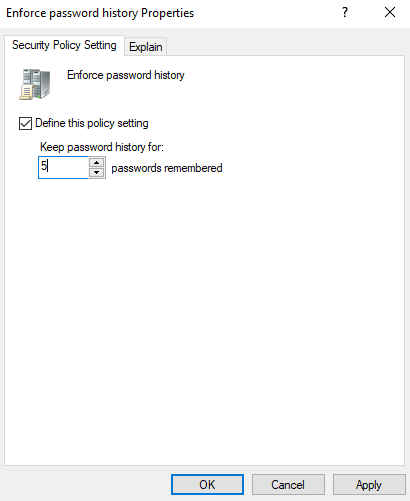 Enforce password history Properties
Security Policy Setting
Explain
Enforce password history
Define this policy setting
Keep password history for:
5 passwords remembered
OK Cancel Apply